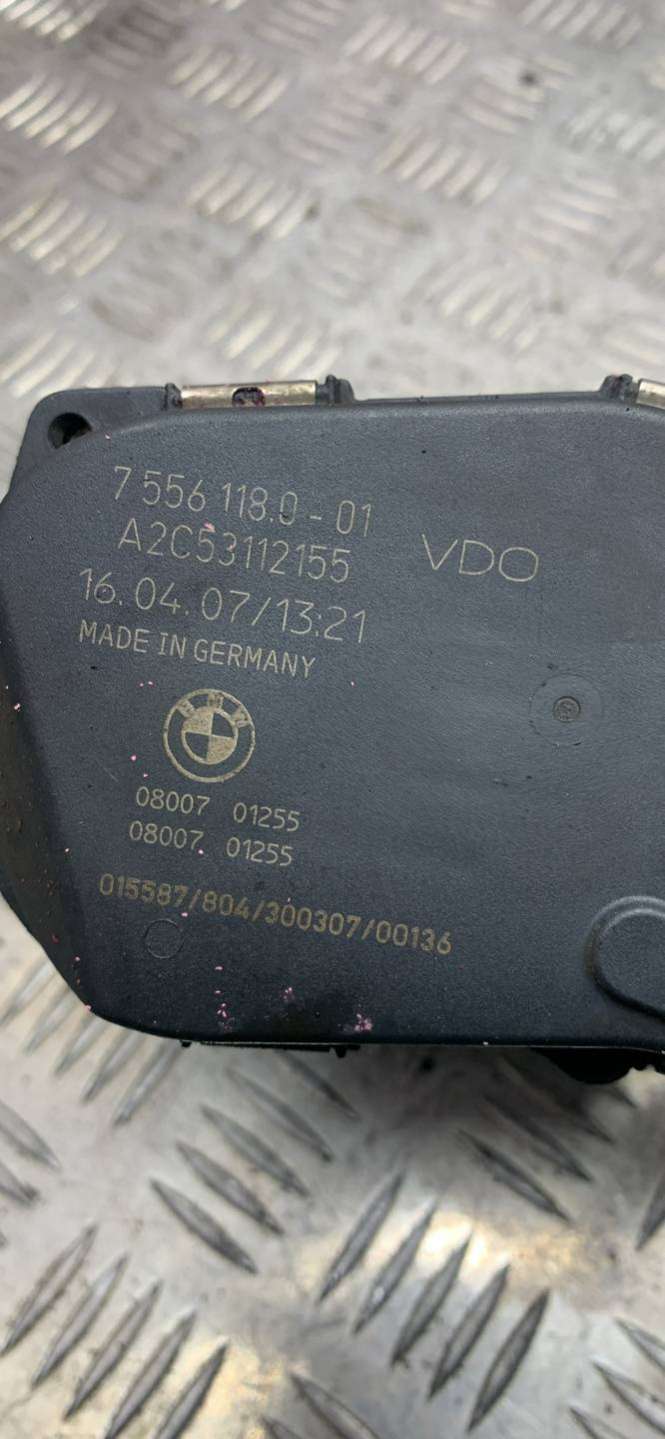 7 556 118.0 - 01
A2C53112155
VDO
16.04.07/13:21
MADE IN GERMANY
BMW
08007 01255
08007 01255
015587/804/300307/00136